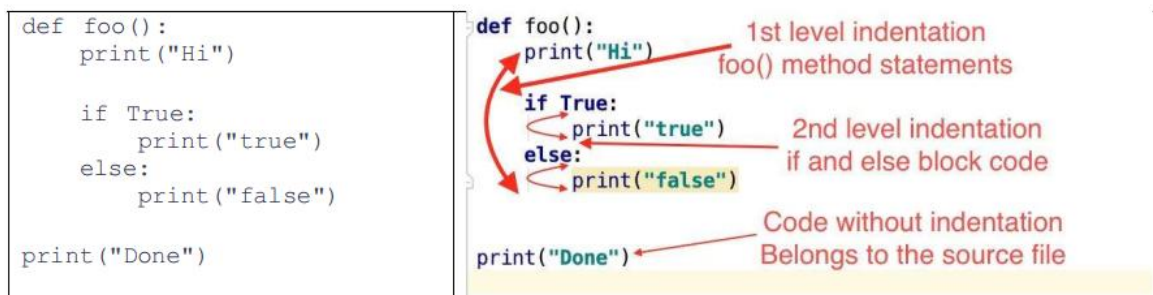 def foo():
    print("Hi")
    if True:
        print("true")
    else:
        print("false")
print("Done")
def foo():
    print("Hi")
    if True:
        print("true")
    else:
        print("false")
print("Done")
1st level indentation
foo() method statements
2nd level indentation
if and else block code
Code without indentation
Belongs to the source file